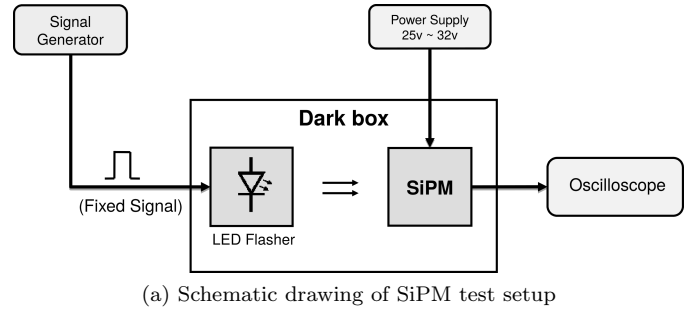 Signal
Generator
Power Supply
25v ~ 32v
Dark box
(Fixed Signal)
SiPM
Oscilloscope
LED Flasher
(a) Schematic drawing of SiPM test setup